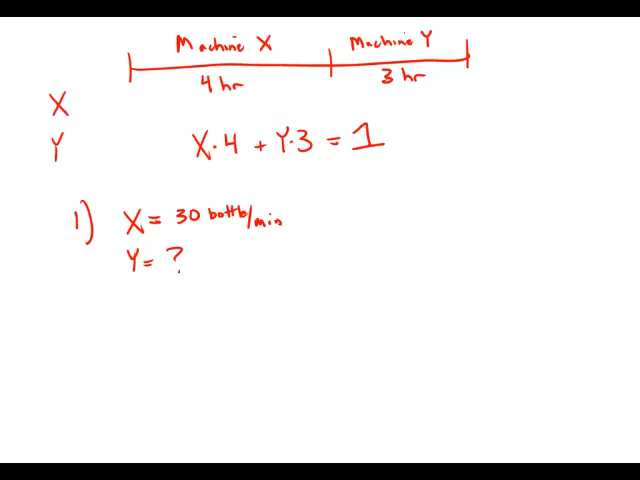 Machine X Machine Y
4 hr 3 hr
X
Y X·4 + Y·3 = 1
1) X = 30 bottle/min
Y = ?